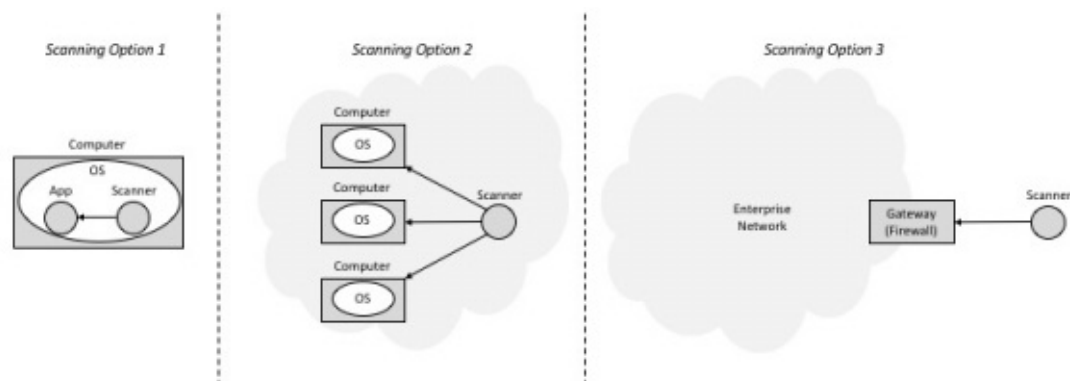 Scanning Option 1
Scanning Option 2
Scanning Option 3
Computer
OS
App
Scanner
Computer
OS
Computer
OS
Computer
OS
Scanner
Enterprise
Network
Gateway
(Firewall)
Scanner